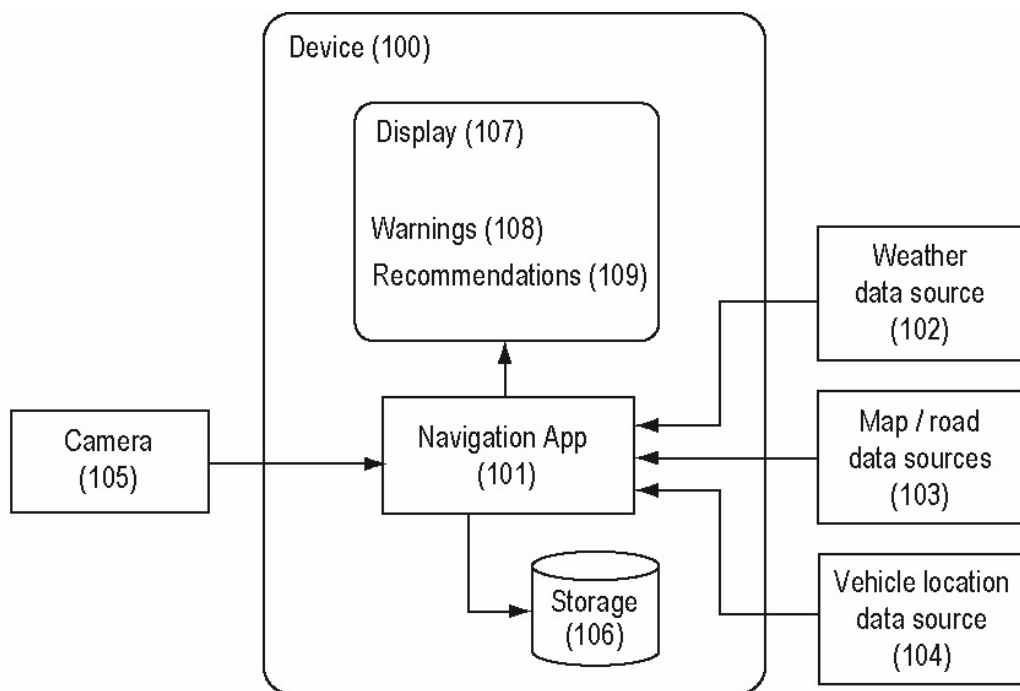 Device (100)
Display (107)
Warnings (108)
Recommendations (109)
Weather
data source
(102)
Camera
(105)
Navigation App
(101)
Map / road
data sources
(103)
Storage
(106)
Vehicle location
data source
(104)